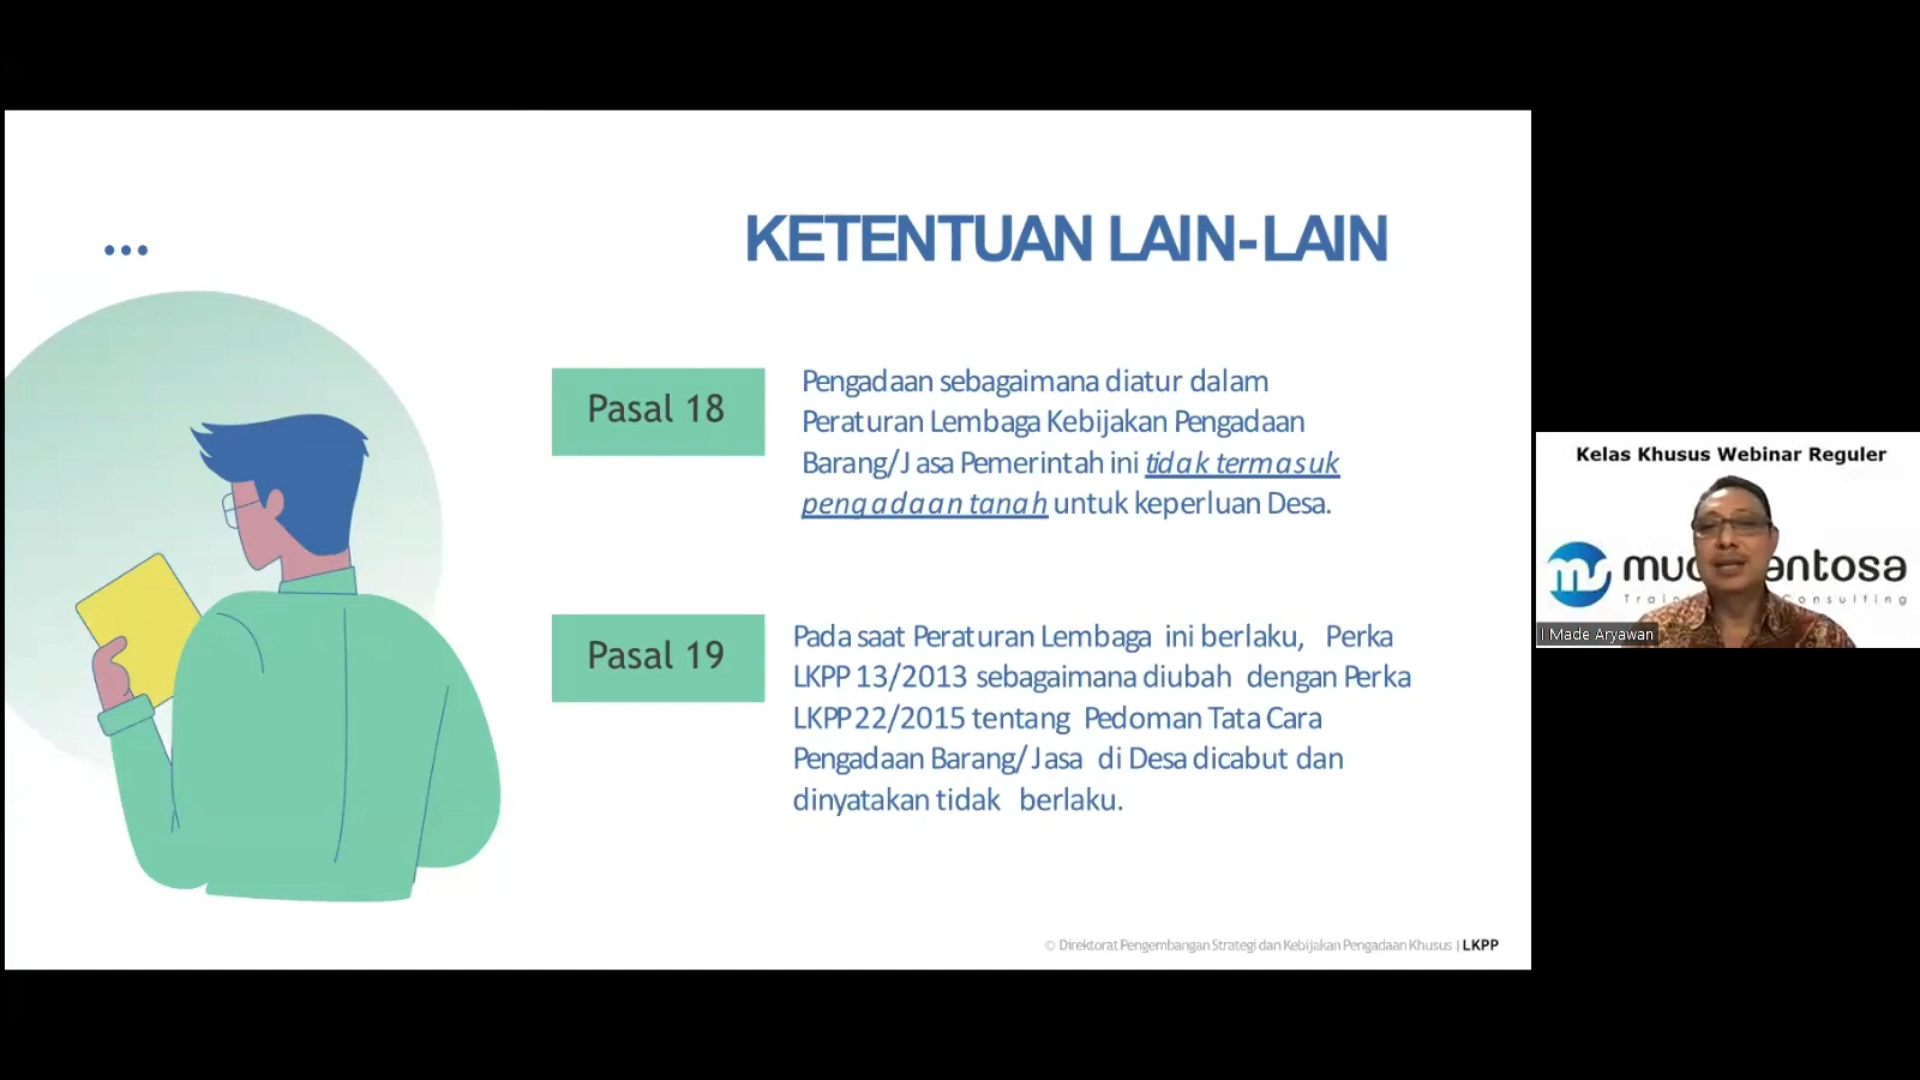 KETENTUAN LAIN-LAIN
Pasal 18
Pengadaan sebagaimana diatur dalam
Peraturan Lembaga Kebijakan Pengadaan
Barang/Jasa Pemerintah ini tidak termasuk
pengadaan tanah untuk keperluan Desa.
Pasal 19
Pada saat Peraturan Lembaga ini berlaku, Perka
LKPP 13/2013 sebagaimana diubah dengan Perka
LKPP 22/2015 tentang Pedoman Tata Cara
Pengadaan Barang/Jasa di Desa dicabut dan
dinyatakan tidak berlaku.
© Direktorat Pengembangan Strategi dan Kebijakan Pengadaan Khusus | LKPP
Kelas Khusus Webinar Reguler
I Made Aryawan